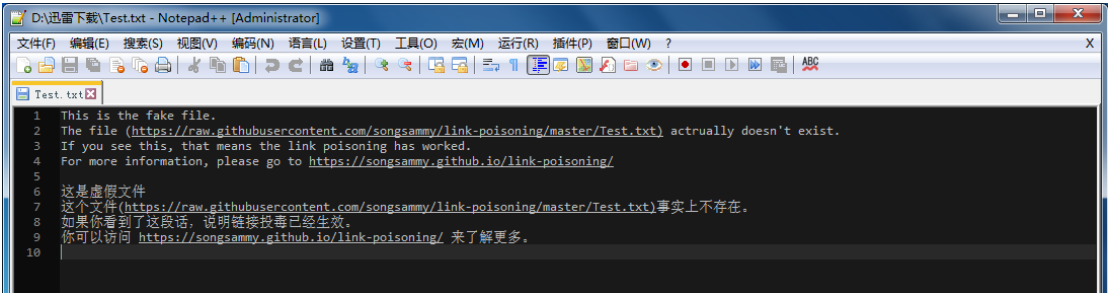 D:\迅雷下载\Test.txt - Notepad++ [Administrator]
文件(F) 编辑(E) 搜索(S) 视图(V) 编码(N) 语言(L) 设置(T) 工具(O) 宏(M) 运行(R) 插件(P) 窗口(W) ? X
ABC
Test.txt
1 This is the fake file.
2 The file (https://raw.githubusercontent.com/songsammy/link-poisoning/master/Test.txt) actrually doesn't exist.
3 If you see this, that means the link poisoning has worked.
4 For more information, please go to https://songsammy.github.io/link-poisoning/
5
6 这是虚假文件
7 这个文件(https://raw.githubusercontent.com/songsammy/link-poisoning/master/Test.txt)事实上不存在。
8 如果你看到了这段话，说明链接投毒已经生效。
9 你可以访问 https://songsammy.github.io/link-poisoning/ 来了解更多。
10